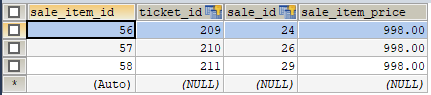 sale_item_id ticket_id sale_id sale_item_price
56 209 24 998.00
57 210 26 998.00
58 211 29 998.00
* (Auto) (NULL) (NULL) (NULL)